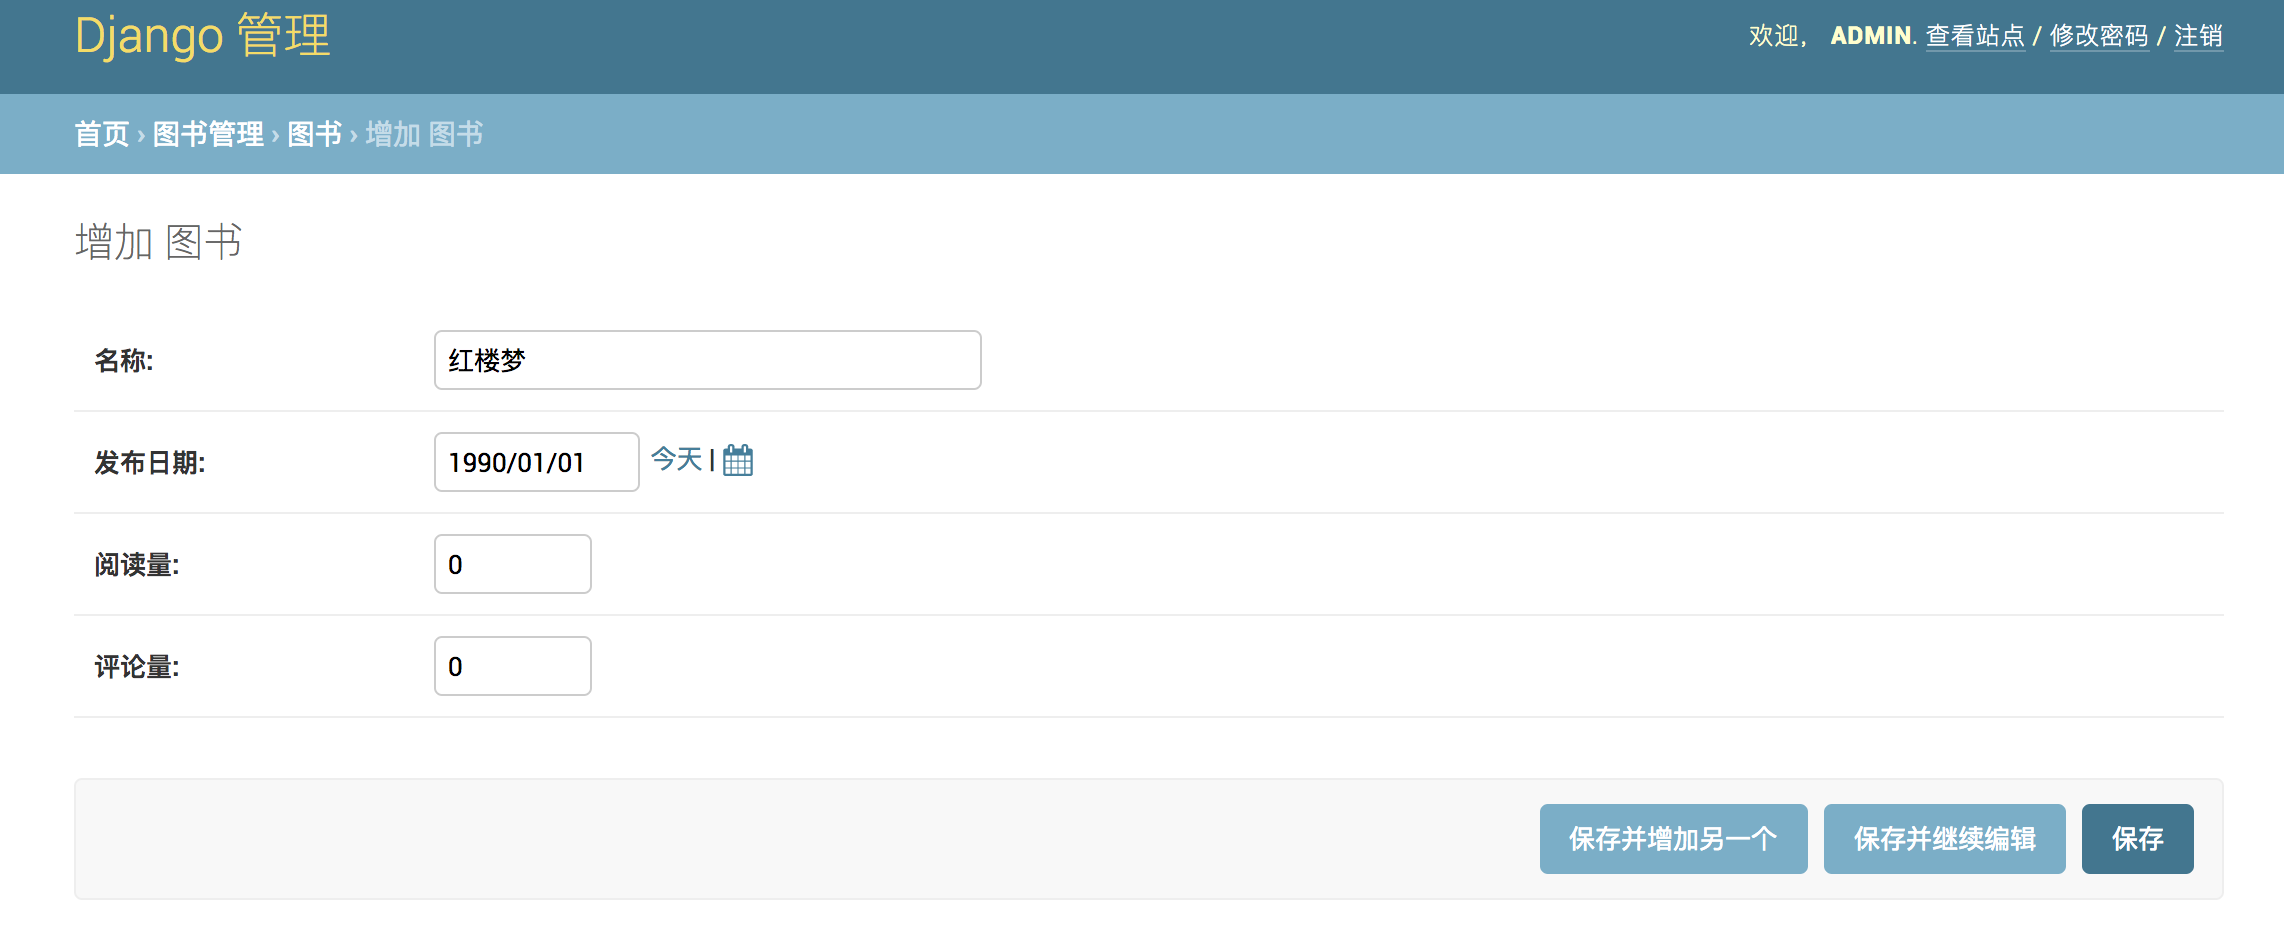 Django 管理
欢迎， ADMIN. 查看站点 / 修改密码 / 注销
首页 › 图书管理 › 图书 › 增加 图书
增加 图书
名称: 红楼梦
发布日期: 1990/01/01 今天 |
阅读量: 0
评论量: 0
保存并增加另一个 保存并继续编辑 保存